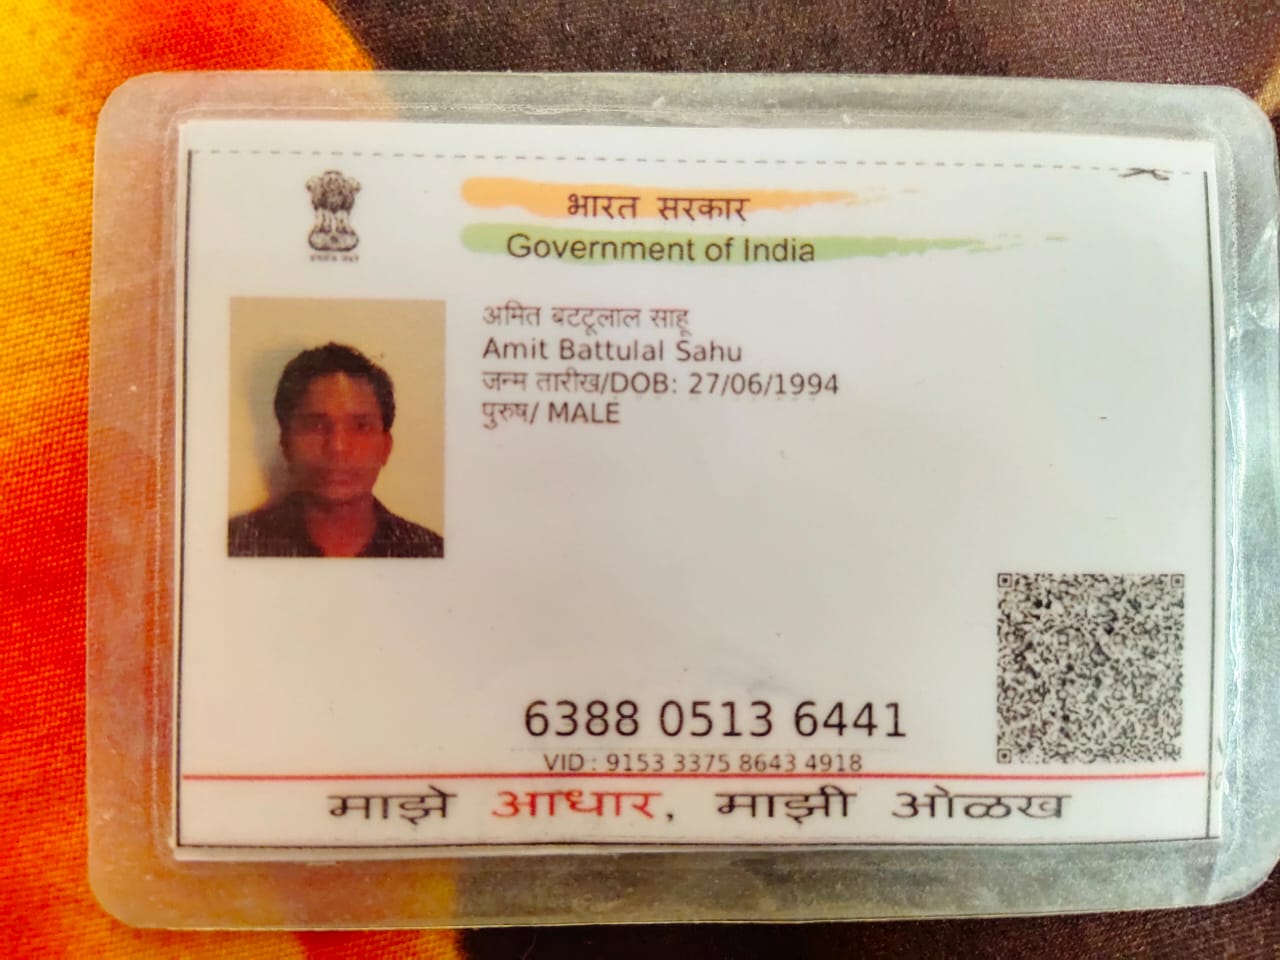 भारत सरकार
Government of India
अमित बटटूलाल साहू
Amit Battulal Sahu
जन्म तारीख/DOB: 27/06/1994
पुरुष/ MALE
6388 0513 6441
VID : 9153 3375 8643 4918
माझे आधार, माझी ओळख